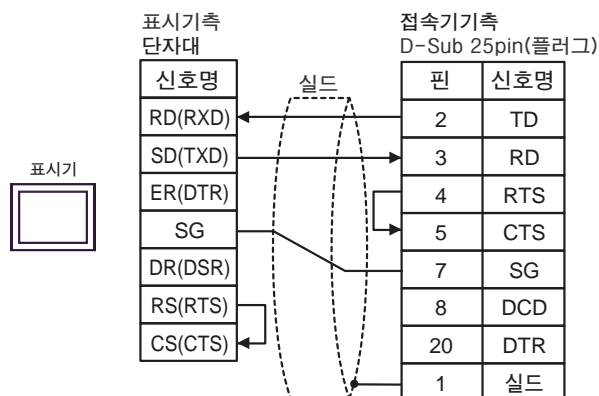 표시기측
단자대
접속기기측
D-Sub 25pin(플러그)
표시기
신호명
실드
핀 신호명
RD(RXD)
2 TD
SD(TXD)
3 RD
ER(DTR)
4 RTS
SG
5 CTS
DR(DSR)
7 SG
RS(RTS)
8 DCD
CS(CTS)
20 DTR
1 실드